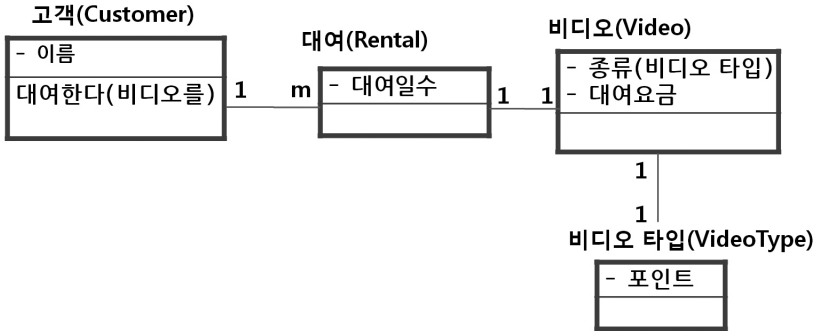 고객(Customer)
- 이름
대여한다(비디오를)
1
m
대여(Rental)
- 대여일수
1
1
비디오(Video)
- 종류(비디오 타입)
- 대여요금
1
1
비디오 타입(VideoType)
- 포인트